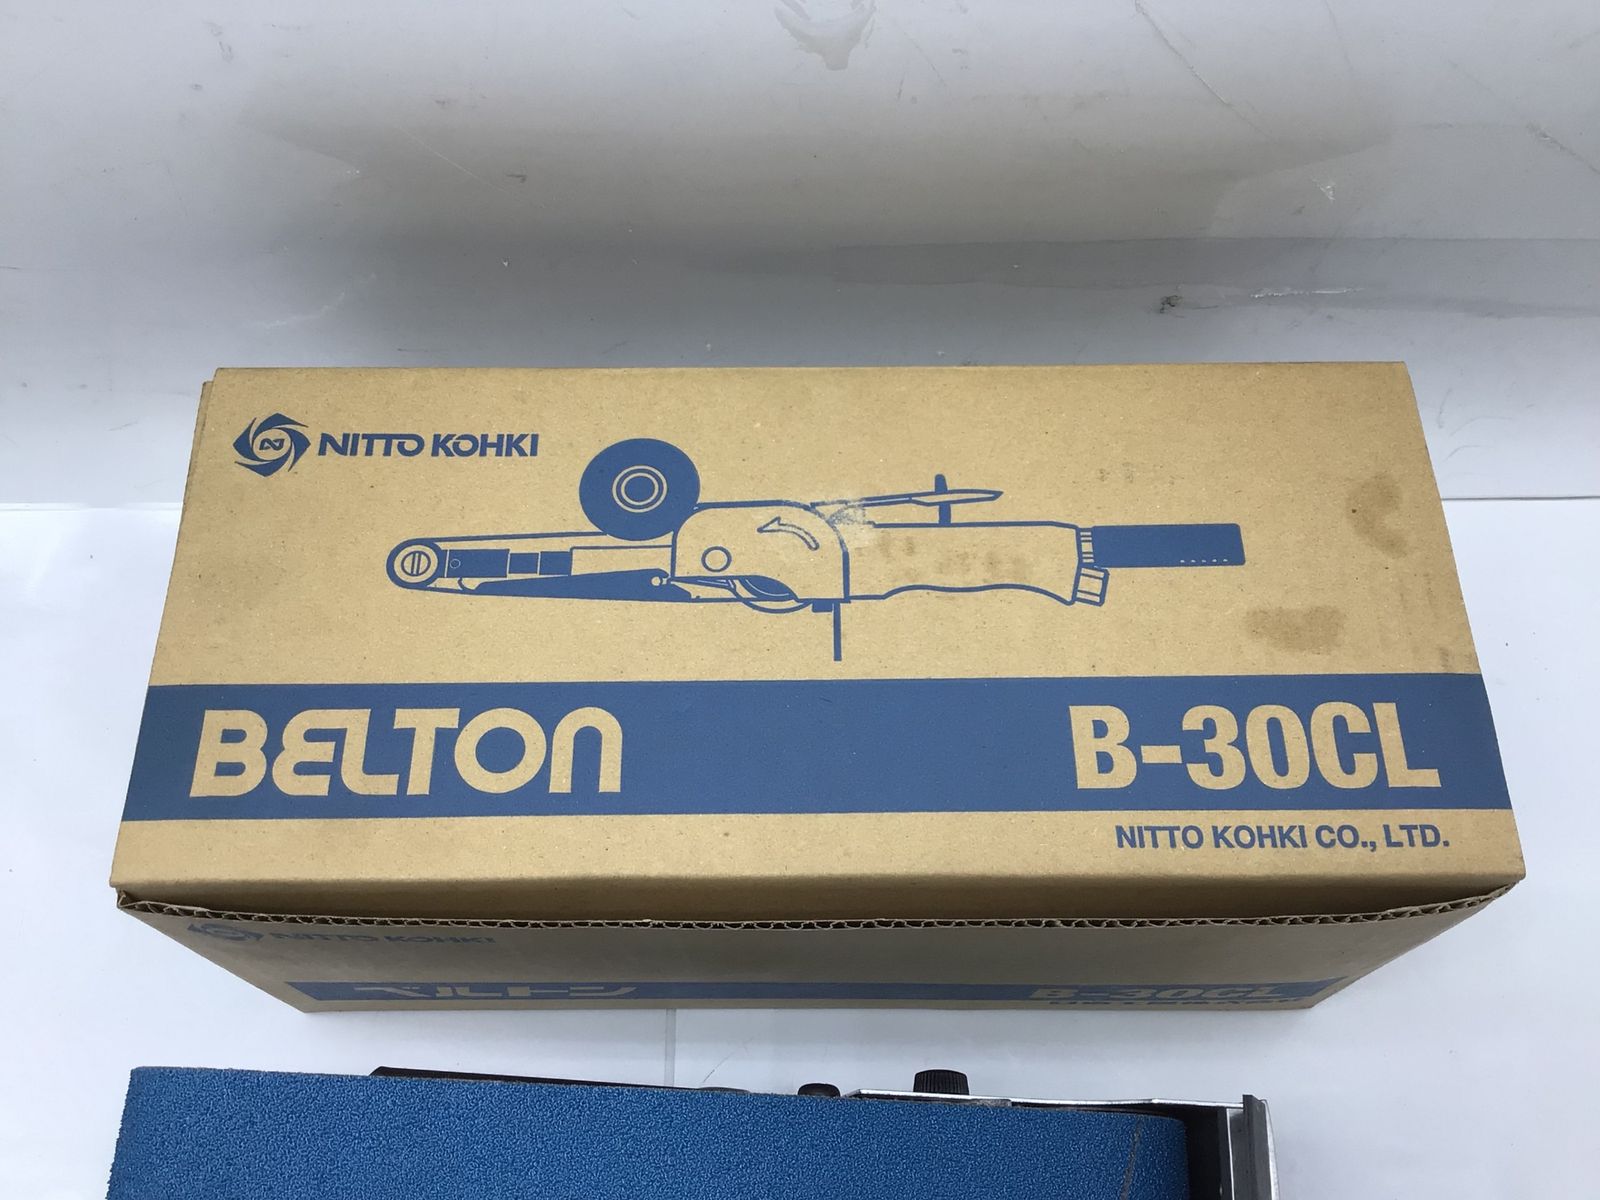 NITTO KOHKI
BELTON
B-30CL
NITTO KOHKI CO., LTD.
NITTO KOHKI
ベルトン
B-30CL